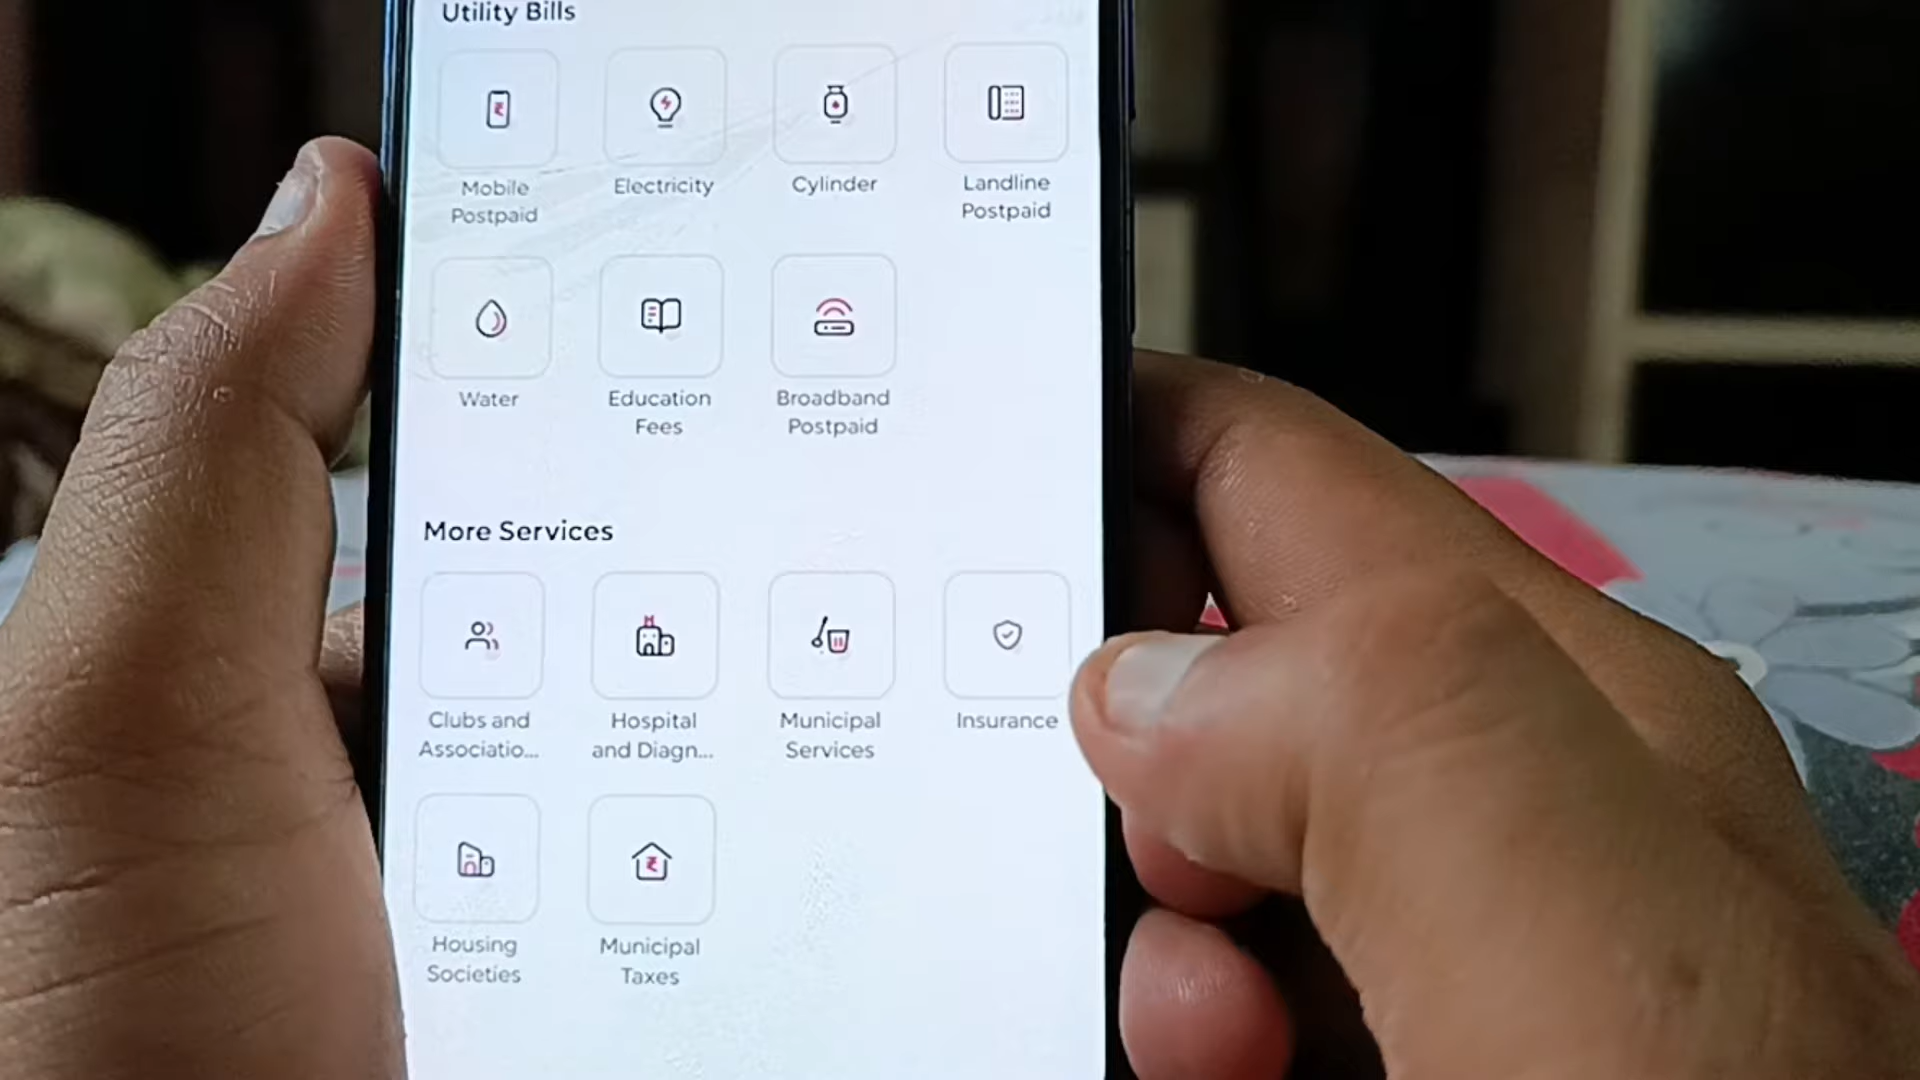 Utility Bills
Mobile
Postpaid
Electricity
Cylinder
Landline
Postpaid
Water
Education
Fees
Broadband
Postpaid
More Services
Clubs and
Associatio...
Hospital
and Diagn...
Municipal
Services
Insurance
Housing
Societies
Municipal
Taxes